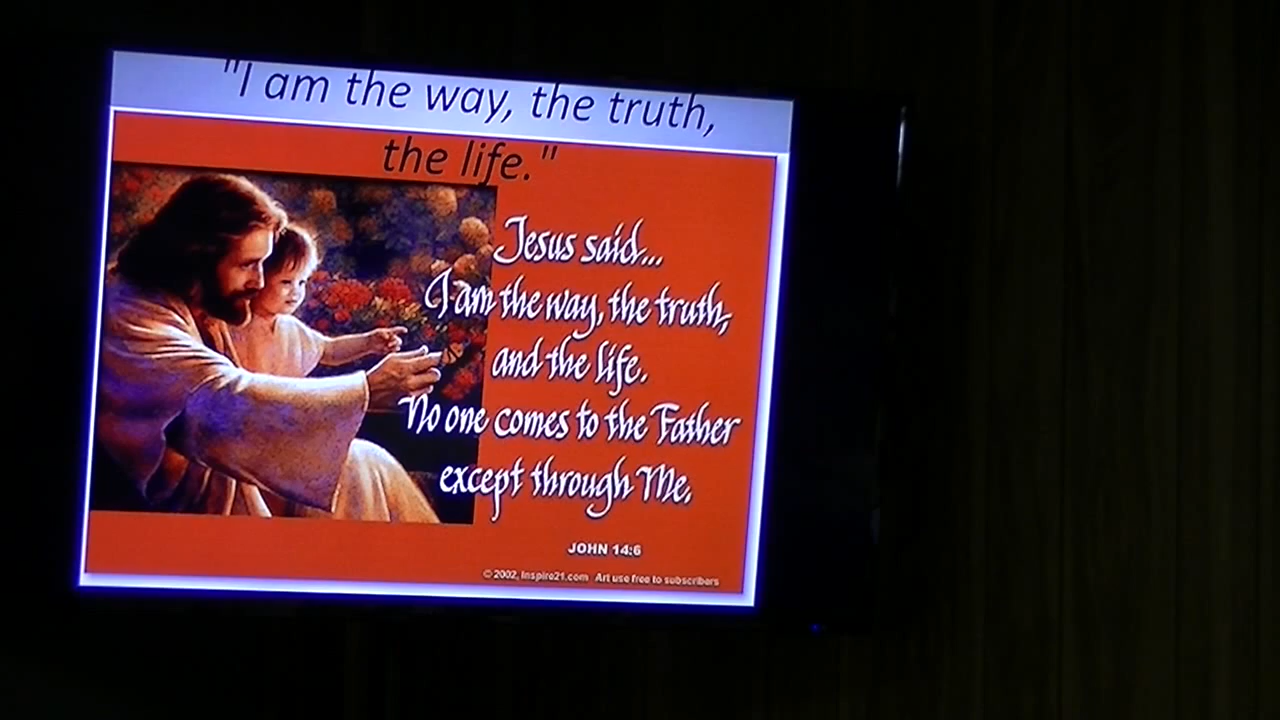 "I am the way, the truth,
the life."
Jesus said...
I am the way, the truth,
and the life.
No one comes to the Father
except through Me.
JOHN 14:6
© 2002, Inspire21.com Art use free to subscribers